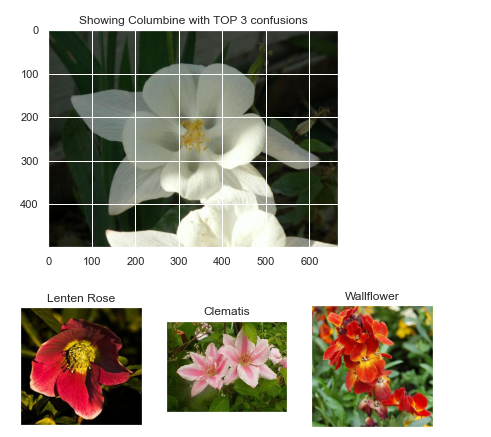 Showing Columbine with TOP 3 confusions
0
100
200
300
400
0 100 200 300 400 500 600
Lenten Rose
Clematis
Wallflower